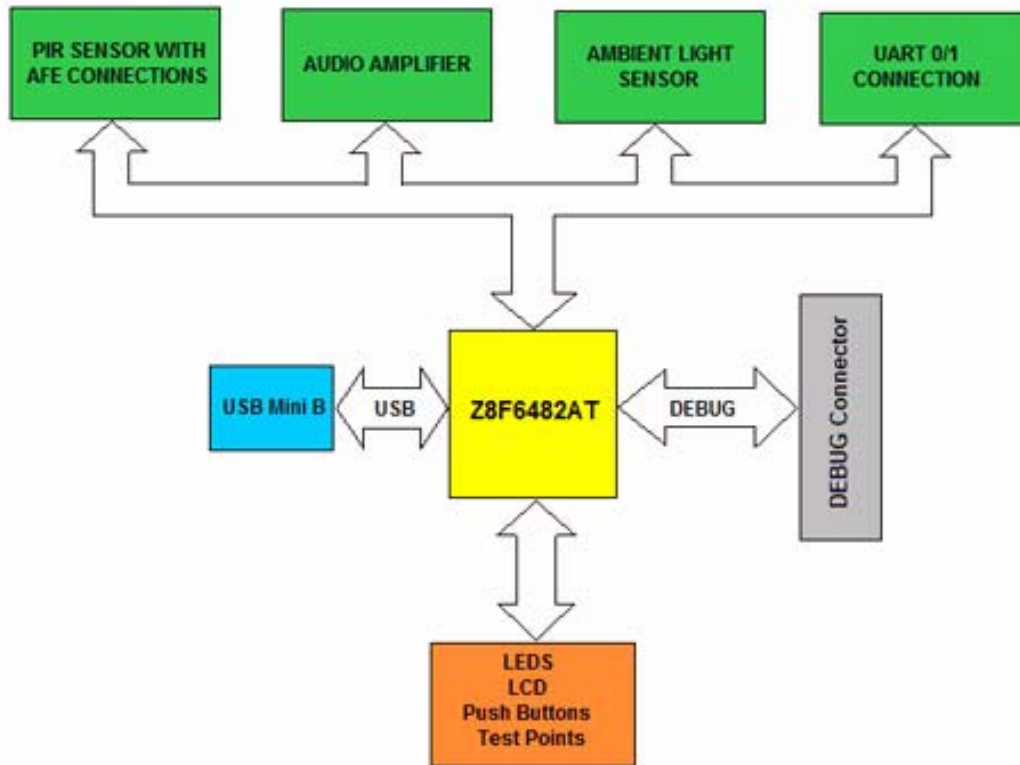 PIR SENSOR WITH
AFE CONNECTIONS
AUDIO AMPLIFIER
AMBIENT LIGHT
SENSOR
UART 0/1
CONNECTION
USB Mini B
USB
Z8F6482AT
DEBUG
DEBUG Connector
LEDS
LCD
Push Buttons
Test Points